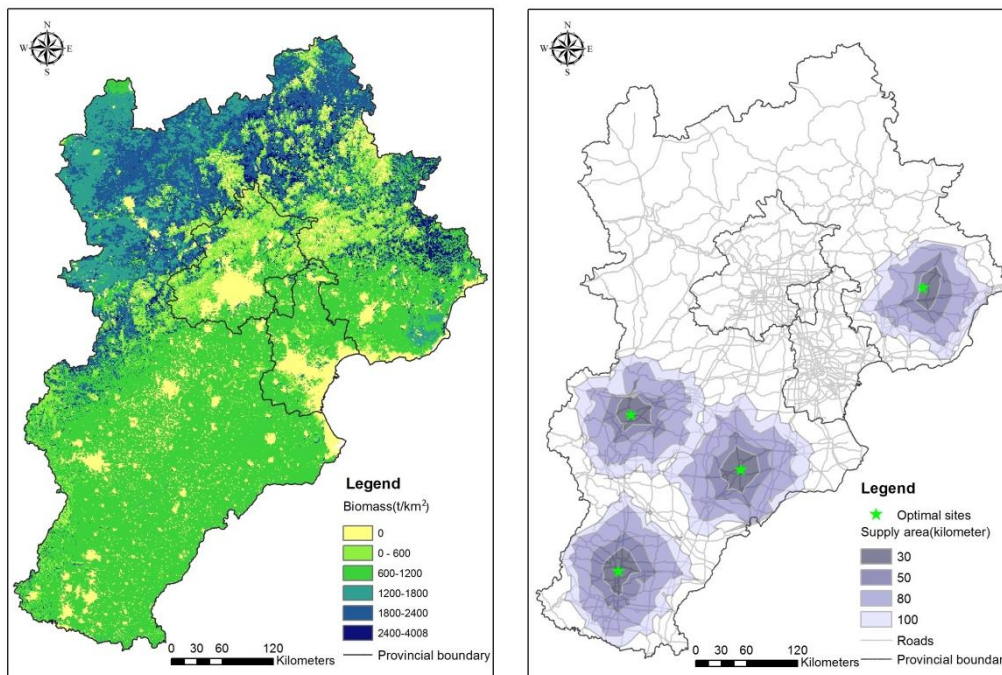 N
W E
S
Legend
Biomass(t/km²)
0
0 - 600
600-1200
1200-1800
1800-2400
2400-4008
Provincial boundary
0 30 60 120
Kilometers
N
W E
S
Legend
Optimal sites
Supply area(kilometer)
30
50
80
100
Roads
Provincial boundary
0 30 60 120
Kilometers